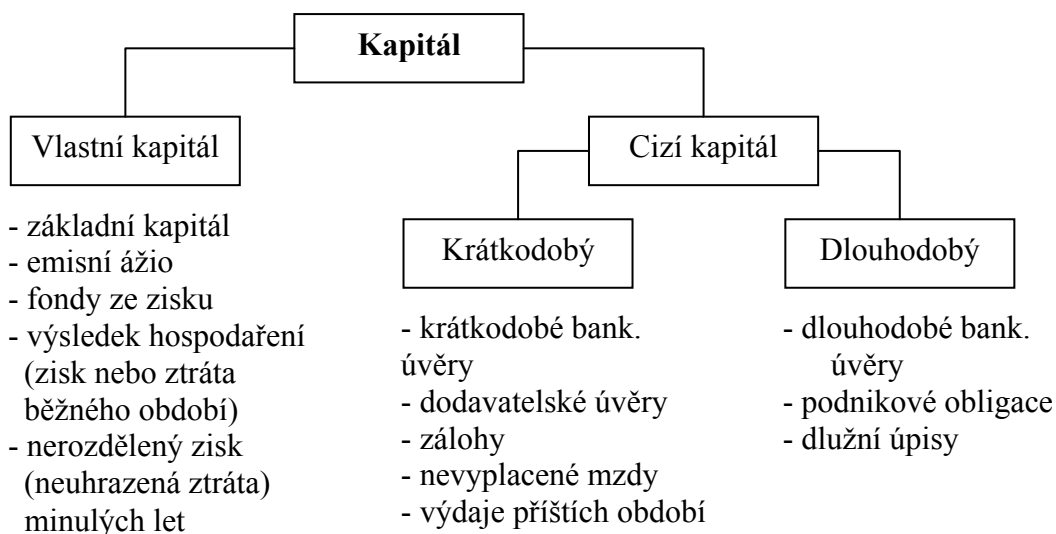 Kapitál
Vlastní kapitál
- základní kapitál
- emisní ážio
- fondy ze zisku
- výsledek hospodaření
(zisk nebo ztráta
běžného období)
- nerozdělený zisk
(neuhrazená ztráta)
minulých let
Cizí kapitál
Krátkodobý
- krátkodobé bank.
úvěry
- dodavatelské úvěry
- zálohy
- nevyplacené mzdy
- výdaje příštích období
Dlouhodobý
- dlouhodobé bank.
úvěry
- podnikové obligace
- dlužní úpisy